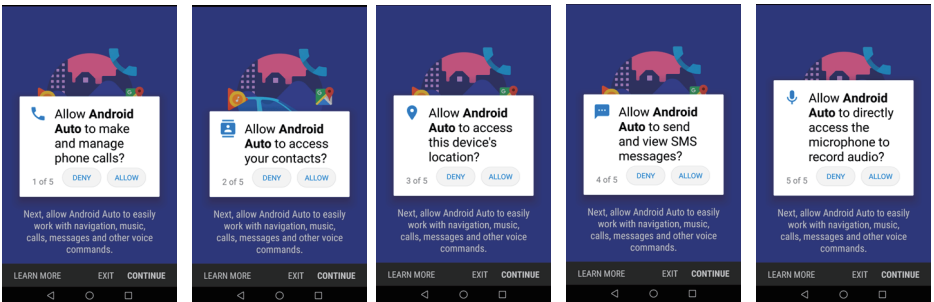 Allow Android
Auto to make
and manage
phone calls?
1 of 5
DENY
ALLOW
Next, allow Android Auto to easily
work with navigation, music,
calls, messages and other voice
commands.
LEARN MORE
EXIT
CONTINUE
Allow Android
Auto to access
your contacts?
2 of 5
DENY
ALLOW
Next, allow Android Auto to easily
work with navigation, music,
calls, messages and other voice
commands.
LEARN MORE
EXIT
CONTINUE
Allow Android
Auto to access
this device's
location?
3 of 5
DENY
ALLOW
Next, allow Android Auto to easily
work with navigation, music,
calls, messages and other voice
commands.
LEARN MORE
EXIT
CONTINUE
Allow Android
Auto to send
and view SMS
messages?
4 of 5
DENY
ALLOW
Next, allow Android Auto to easily
work with navigation, music,
calls, messages and other voice
commands.
LEARN MORE
EXIT
CONTINUE
Allow Android
Auto to directly
access the
microphone to
record audio?
5 of 5
DENY
ALLOW
Next, allow Android Auto to easily
work with navigation, music,
calls, messages and other voice
commands.
LEARN MORE
EXIT
CONTINUE